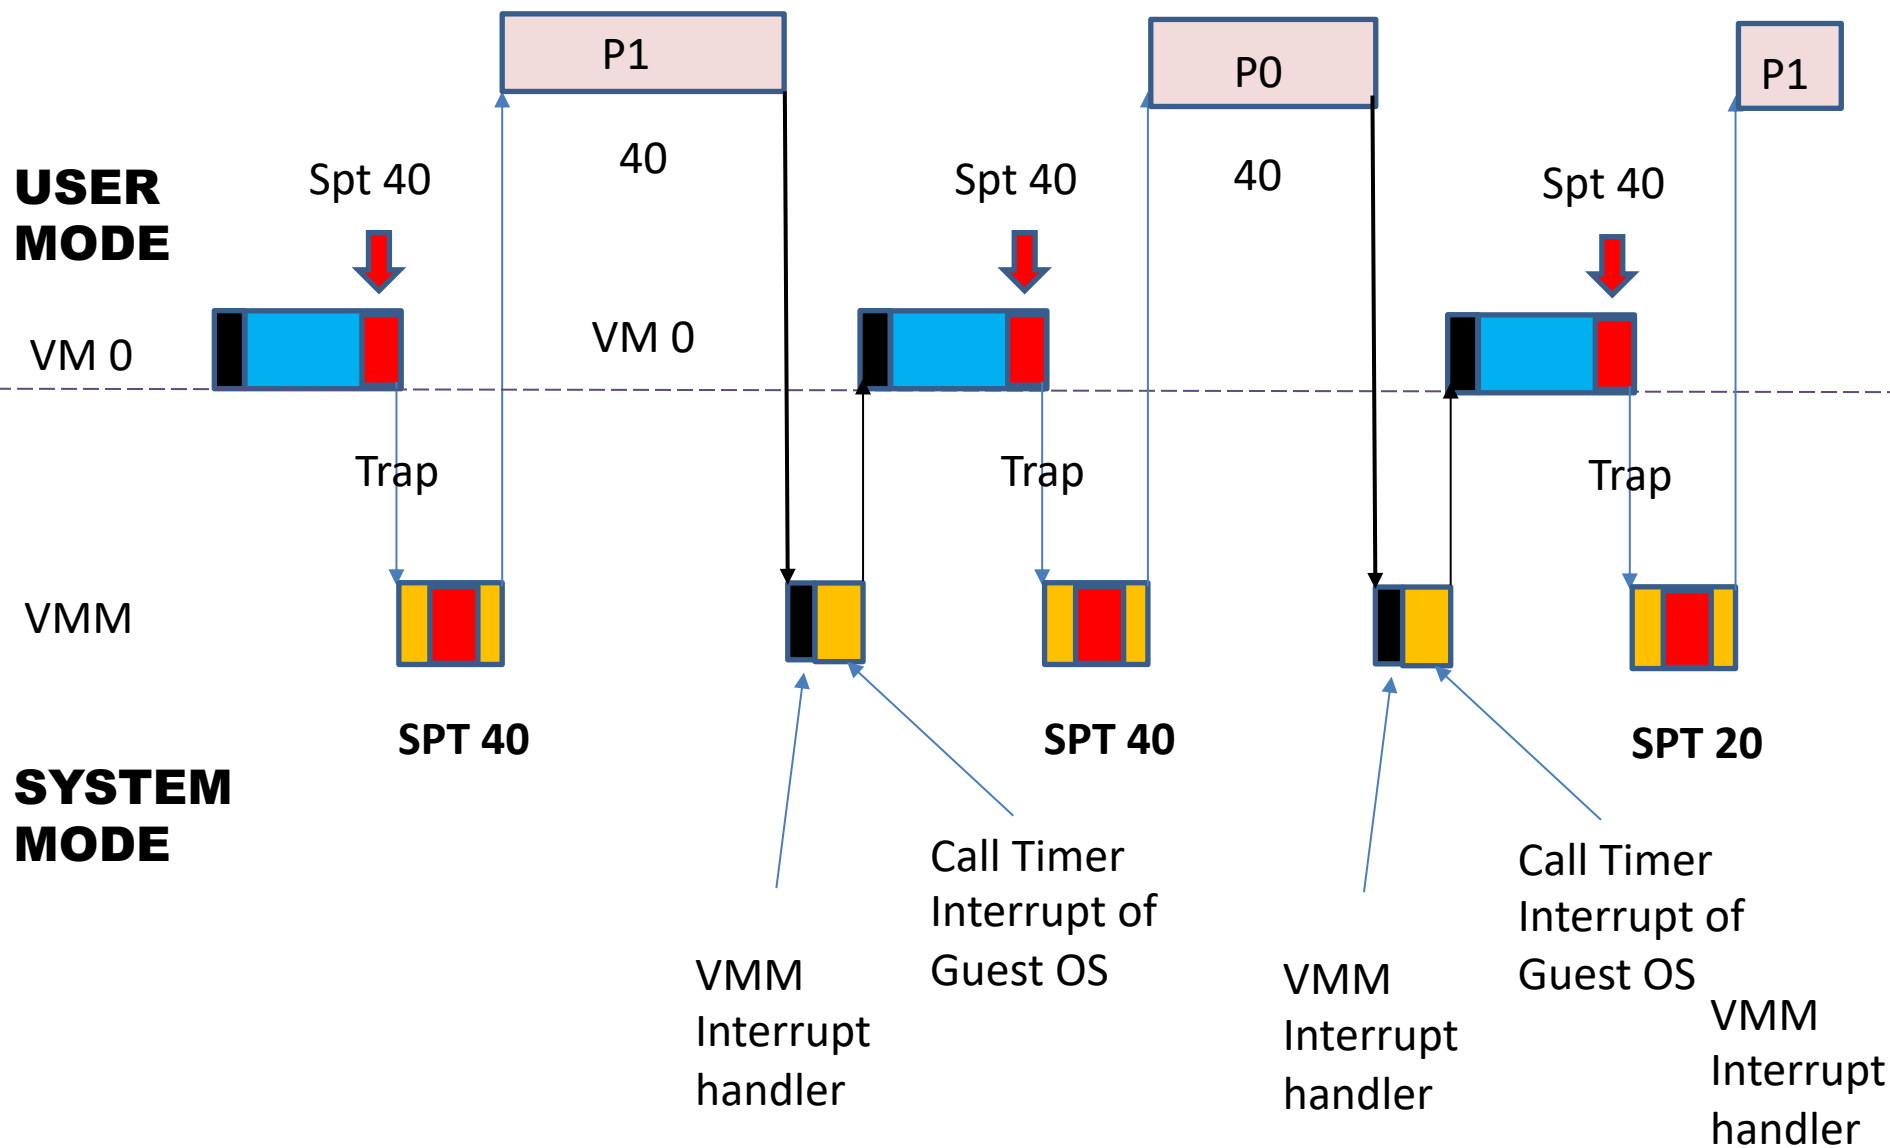 P1
P0
P1
40
40
Spt 40
Spt 40
Spt 40
USER
MODE
VM 0
VM 0
Trap
Trap
Trap
VMM
SPT 40
SPT 40
SPT 20
SYSTEM
MODE
Call Timer
Interrupt of
Guest OS
Call Timer
Interrupt of
Guest OS
VMM
Interrupt
handler
VMM
Interrupt
handler
VMM
Interrupt
handler